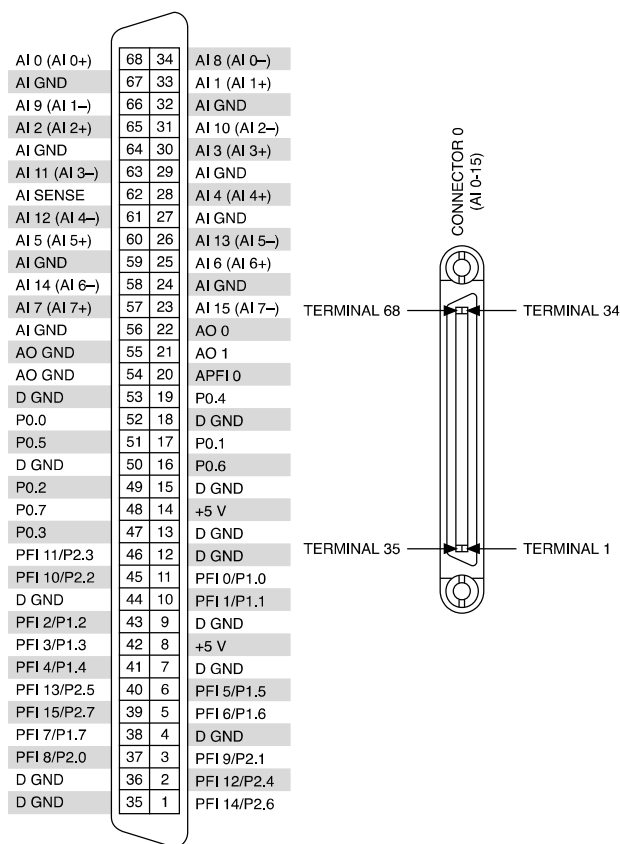 AI 0 (AI 0+) 68 34 AI 8 (AI 0–)
AI GND 67 33 AI 1 (AI 1+)
AI 9 (AI 1–) 66 32 AI GND
AI 2 (AI 2+) 65 31 AI 10 (AI 2–)
AI GND 64 30 AI 3 (AI 3+)
AI 11 (AI 3–) 63 29 AI GND
AI SENSE 62 28 AI 4 (AI 4+)
AI 12 (AI 4–) 61 27 AI GND
AI 5 (AI 5+) 60 26 AI 13 (AI 5–)
AI GND 59 25 AI 6 (AI 6+)
AI 14 (AI 6–) 58 24 AI GND
AI 7 (AI 7+) 57 23 AI 15 (AI 7–)
AI GND 56 22 AO 0
AO GND 55 21 AO 1
AO GND 54 20 APFI 0
D GND 53 19 P0.4
P0.0 52 18 D GND
P0.5 51 17 P0.1
D GND 50 16 P0.6
P0.2 49 15 D GND
P0.7 48 14 +5 V
P0.3 47 13 D GND
PFI 11/P2.3 46 12 D GND
PFI 10/P2.2 45 11 PFI 0/P1.0
D GND 44 10 PFI 1/P1.1
PFI 2/P1.2 43 9 D GND
PFI 3/P1.3 42 8 +5 V
PFI 4/P1.4 41 7 D GND
PFI 13/P2.5 40 6 PFI 5/P1.5
PFI 15/P2.7 39 5 PFI 6/P1.6
PFI 7/P1.7 38 4 D GND
PFI 8/P2.0 37 3 PFI 9/P2.1
D GND 36 2 PFI 12/P2.4
D GND 35 1 PFI 14/P2.6
CONNECTOR 0
(AI 0-15)
TERMINAL 68 TERMINAL 34
TERMINAL 35 TERMINAL 1